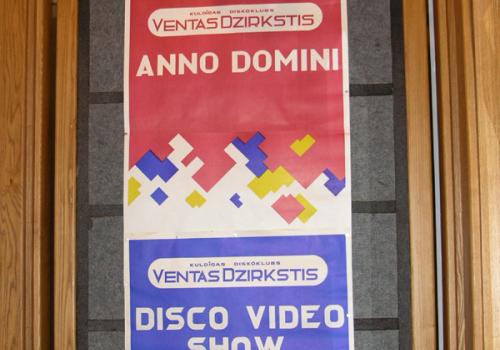 KULDĪGAS DISKOKLUBS
VENTAS DZIRKSTIS
ANNO DOMINI
KULDĪGAS DISKOKLUBS
VENTAS DZIRKSTIS
DISCO VIDEO-
SHOW